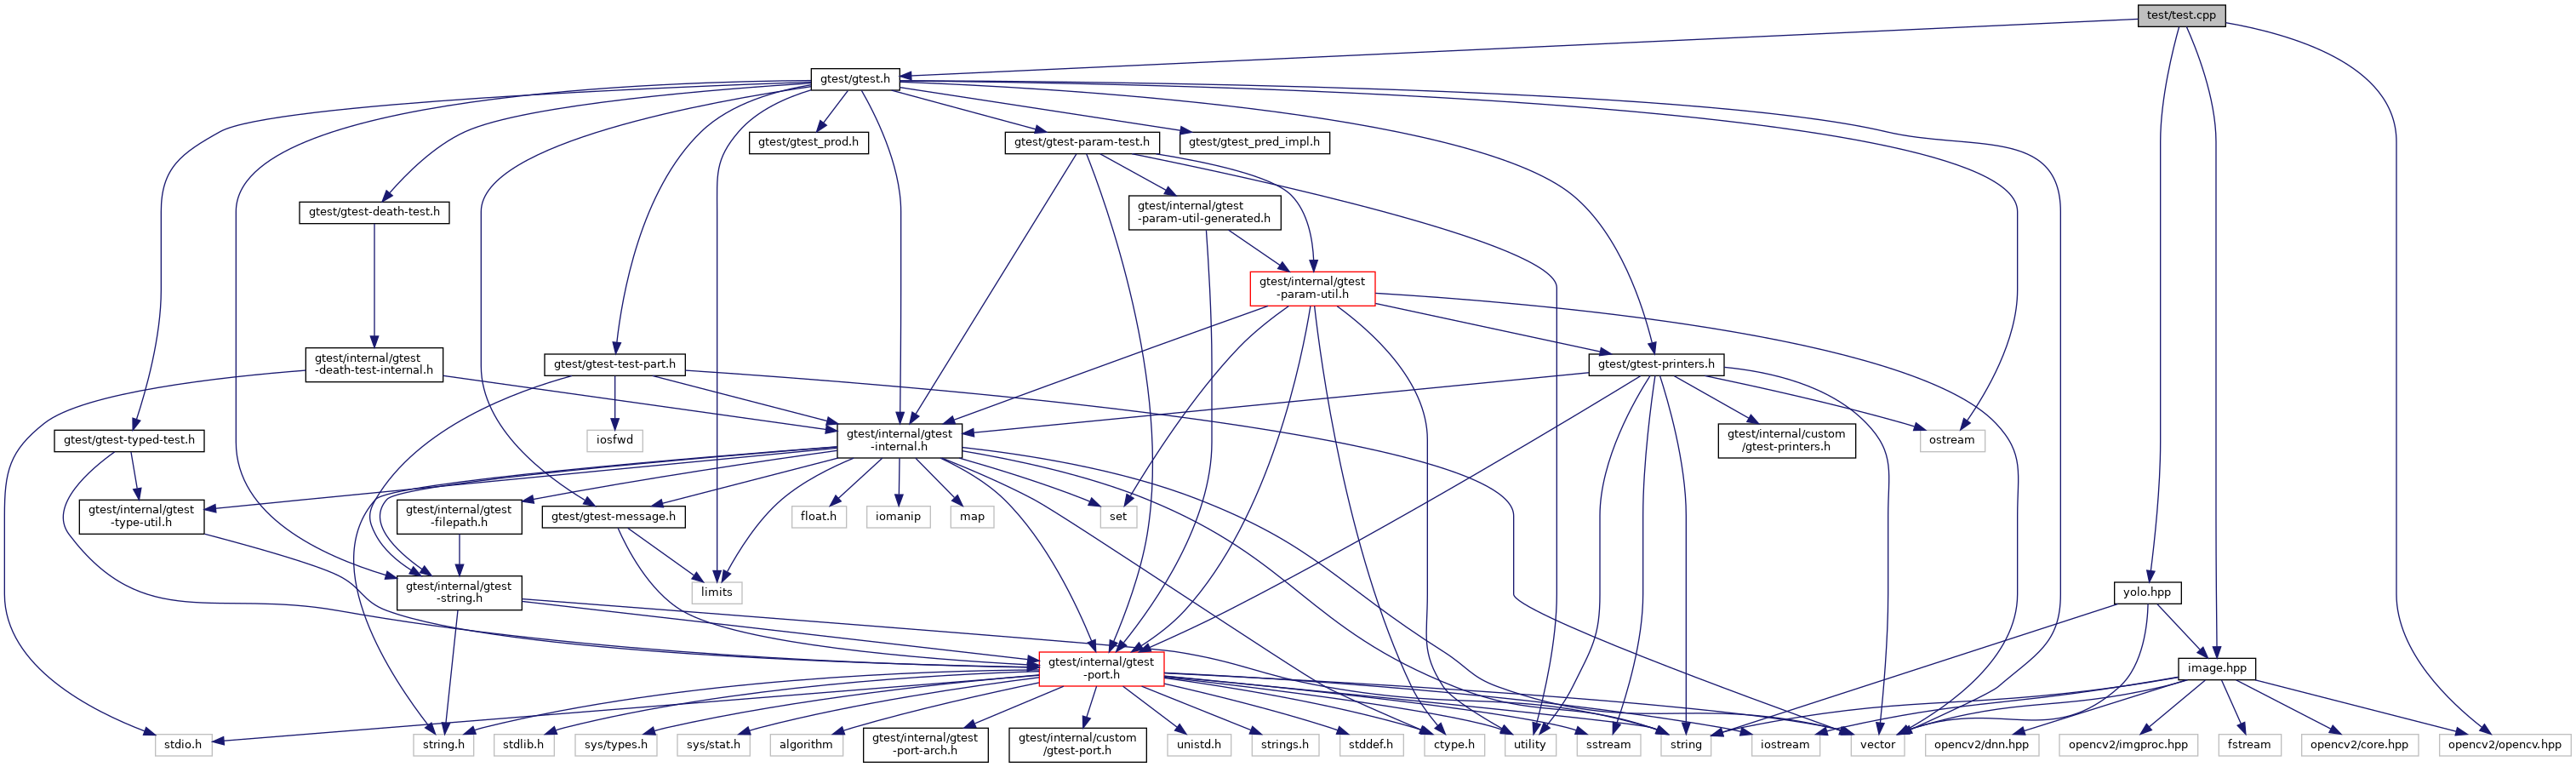 test/test.cpp
gtest/gtest.h
gtest/gtest_prod.h
gtest/gtest-param-test.h
gtest/gtest_pred_impl.h
gtest/gtest-death-test.h
gtest/internal/gtest
-param-util-generated.h
gtest/internal/gtest
-param-util.h
gtest/internal/gtest
-death-test-internal.h
gtest/gtest-test-part.h
gtest/gtest-printers.h
gtest/gtest-typed-test.h
iosfwd
gtest/internal/gtest
-internal.h
gtest/internal/custom
/gtest-printers.h
ostream
gtest/internal/gtest
-type-util.h
gtest/internal/gtest
-filepath.h
gtest/gtest-message.h
float.h
iomanip
map
set
gtest/internal/gtest
-string.h
limits
yolo.hpp
gtest/internal/gtest
-port.h
image.hpp
stdio.h
string.h
stdlib.h
sys/types.h
sys/stat.h
algorithm
gtest/internal/gtest
-port-arch.h
gtest/internal/custom
/gtest-port.h
unistd.h
strings.h
stddef.h
ctype.h
utility
sstream
string
iostream
vector
opencv2/dnn.hpp
opencv2/imgproc.hpp
fstream
opencv2/core.hpp
opencv2/opencv.hpp